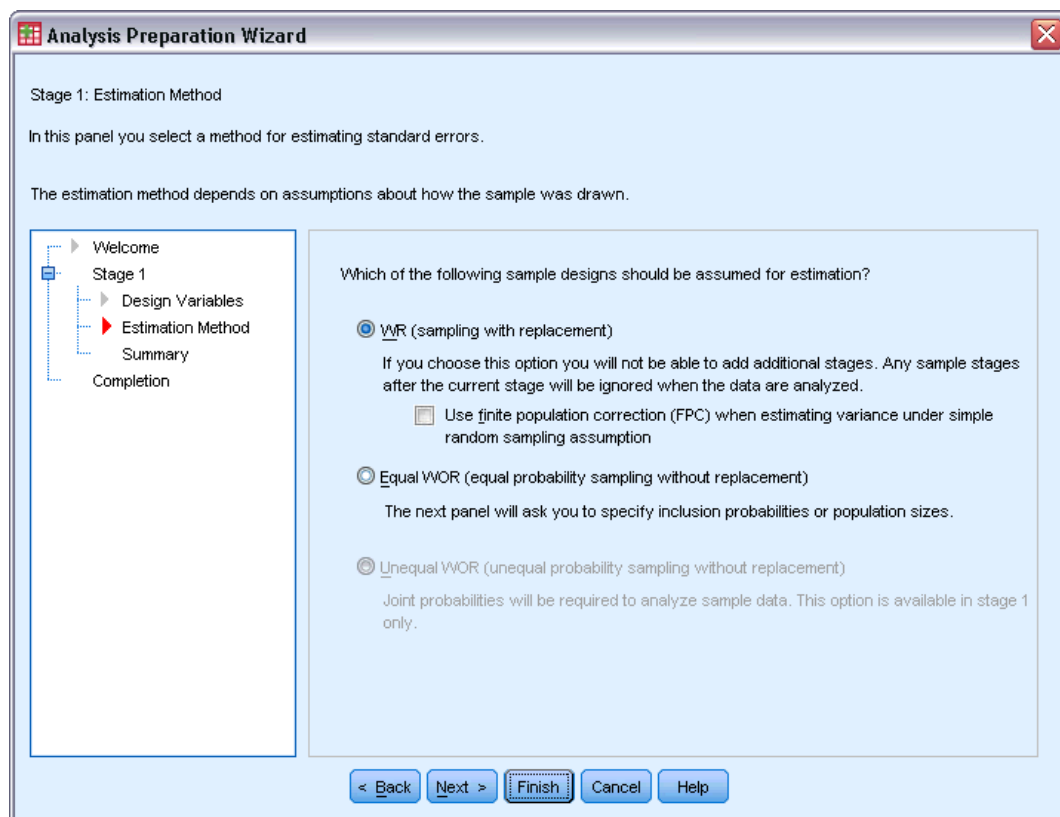 Analysis Preparation Wizard
Stage 1: Estimation Method
In this panel you select a method for estimating standard errors.
The estimation method depends on assumptions about how the sample was drawn.
Welcome
Stage 1
Design Variables
Estimation Method
Summary
Completion
Which of the following sample designs should be assumed for estimation?
WR (sampling with replacement)
If you choose this option you will not be able to add additional stages. Any sample stages
after the current stage will be ignored when the data are analyzed.
Use finite population correction (FPC) when estimating variance under simple
random sampling assumption
Equal WOR (equal probability sampling without replacement)
The next panel will ask you to specify inclusion probabilities or population sizes.
Unequal WOR (unequal probability sampling without replacement)
Joint probabilities will be required to analyze sample data. This option is available in stage 1
only.
< Back Next > Finish Cancel Help